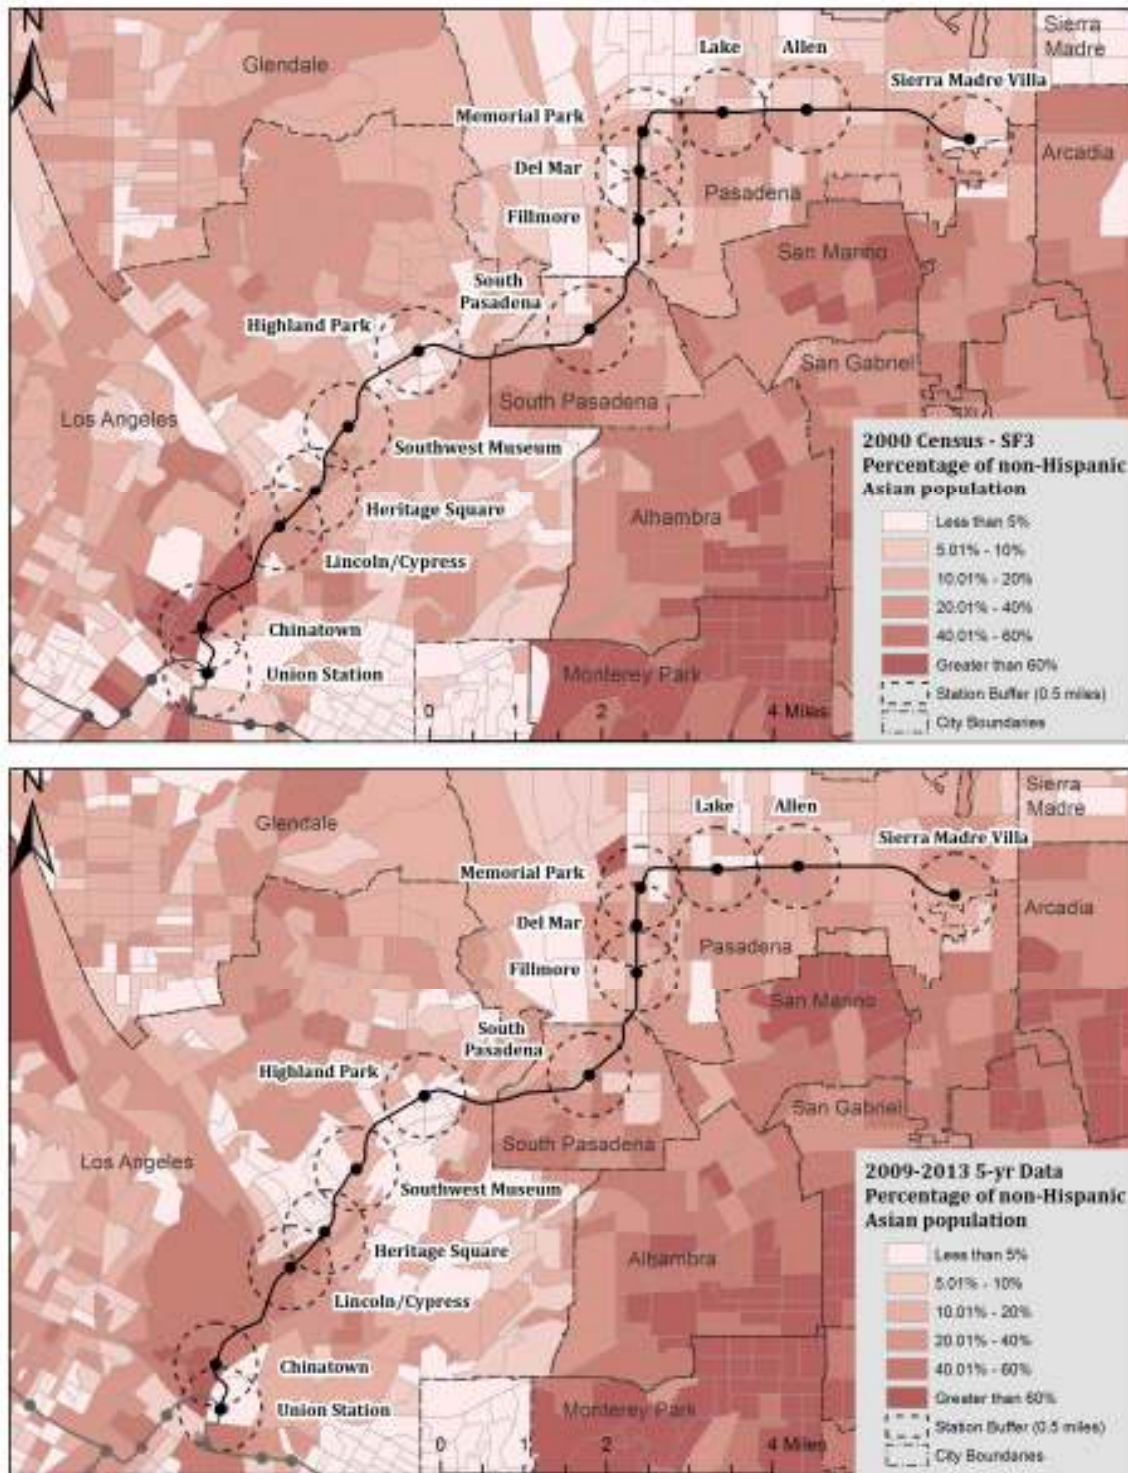 N
Sierra
Madre
Lake
Allen
Glendale
Sierra Madre Villa
Memorial Park
Arcadia
Del Mar
Pasadena
Fillmore
San Marino
South
Pasadena
Highland Park
San Gabriel
Los Angeles
South Pasadena
Southwest Museum
2000 Census - SF3
Percentage of non-Hispanic
Asian population
Less than 5%
5.01% - 10%
10.01% - 20%
20.01% - 40%
40.01% - 60%
Greater than 60%
Station Buffer (0.5 miles)
City Boundaries
Heritage Square
Alhambra
Lincoln/Cypress
Chinatown
Union Station
Monterey Park
0 1 2 4 Miles
N
Sierra
Madre
Lake
Allen
Glendale
Sierra Madre Villa
Memorial Park
Arcadia
Del Mar
Pasadena
Fillmore
San Marino
South
Pasadena
Highland Park
San Gabriel
South Pasadena
Los Angeles
Southwest Museum
2009-2013 5-yr Data
Percentage of non-Hispanic
Asian population
Less than 5%
5.01% - 10%
10.01% - 20%
20.01% - 40%
40.01% - 60%
Greater than 60%
Station Buffer (0.5 miles)
City Boundaries
Heritage Square
Alhambra
Lincoln/Cypress
Chinatown
Union Station
Monterey Park
0 1 2 4 Miles